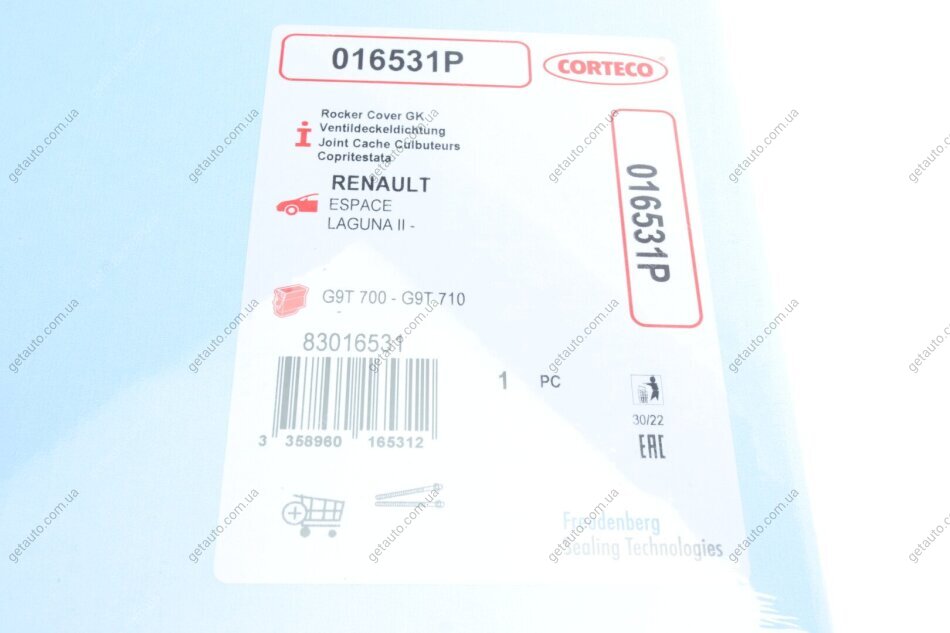 016531P
CORTECO
Rocker Cover GK
Ventildeckeldichtung
Joint Cache Culbuteurs
Copritestata
RENAULT
ESPACE
LAGUNA II -
016531P
G9T 700 - G9T 710
83016531
3 358960 165312
1 PC
30/22
EAC
Freudenberg
Sealing Technologies
getauto.com.ua